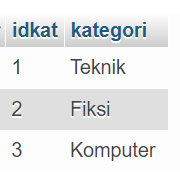 idkat kategori
1 Teknik
2 Fiksi
3 Komputer